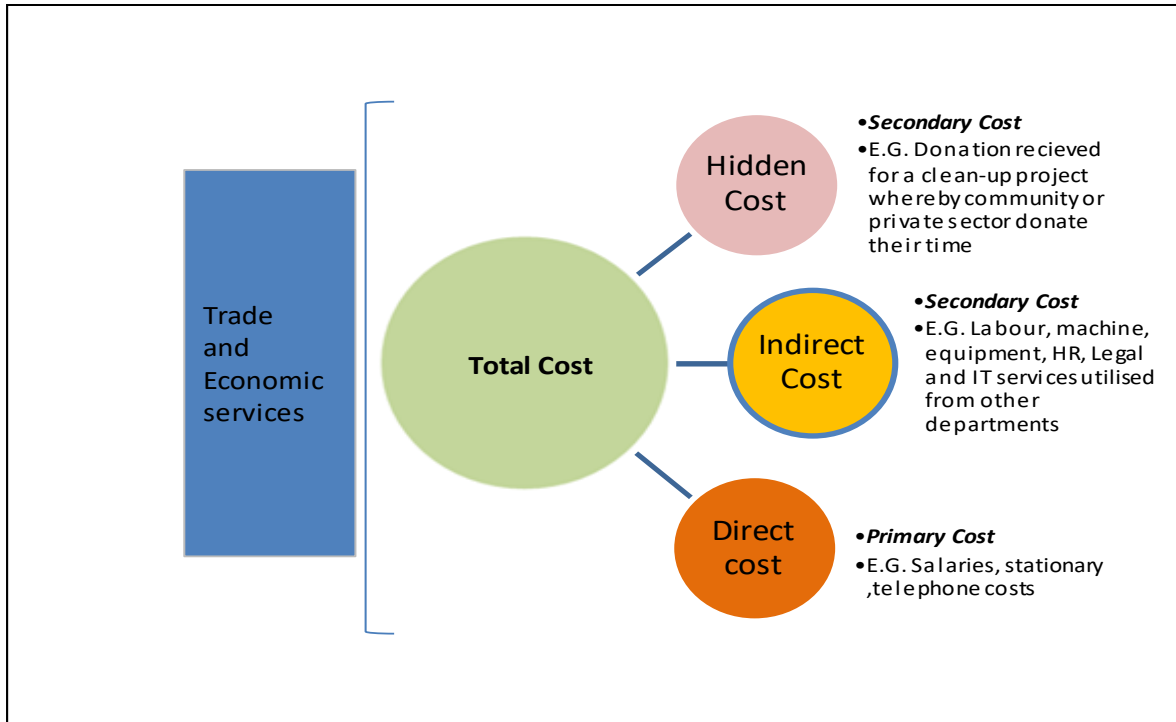 Trade
and
Economic
services
Total Cost
Hidden
Cost
•Secondary Cost
•E.G. Donation recieved
for a clean-up project
whereby community or
private sector donate
their time
Indirect
Cost
•Secondary Cost
•E.G. Labour, machine,
equipment, HR, Legal
and IT services utilised
from other
departments
Direct
cost
•Primary Cost
•E.G. Salaries, stationary
,telephone costs